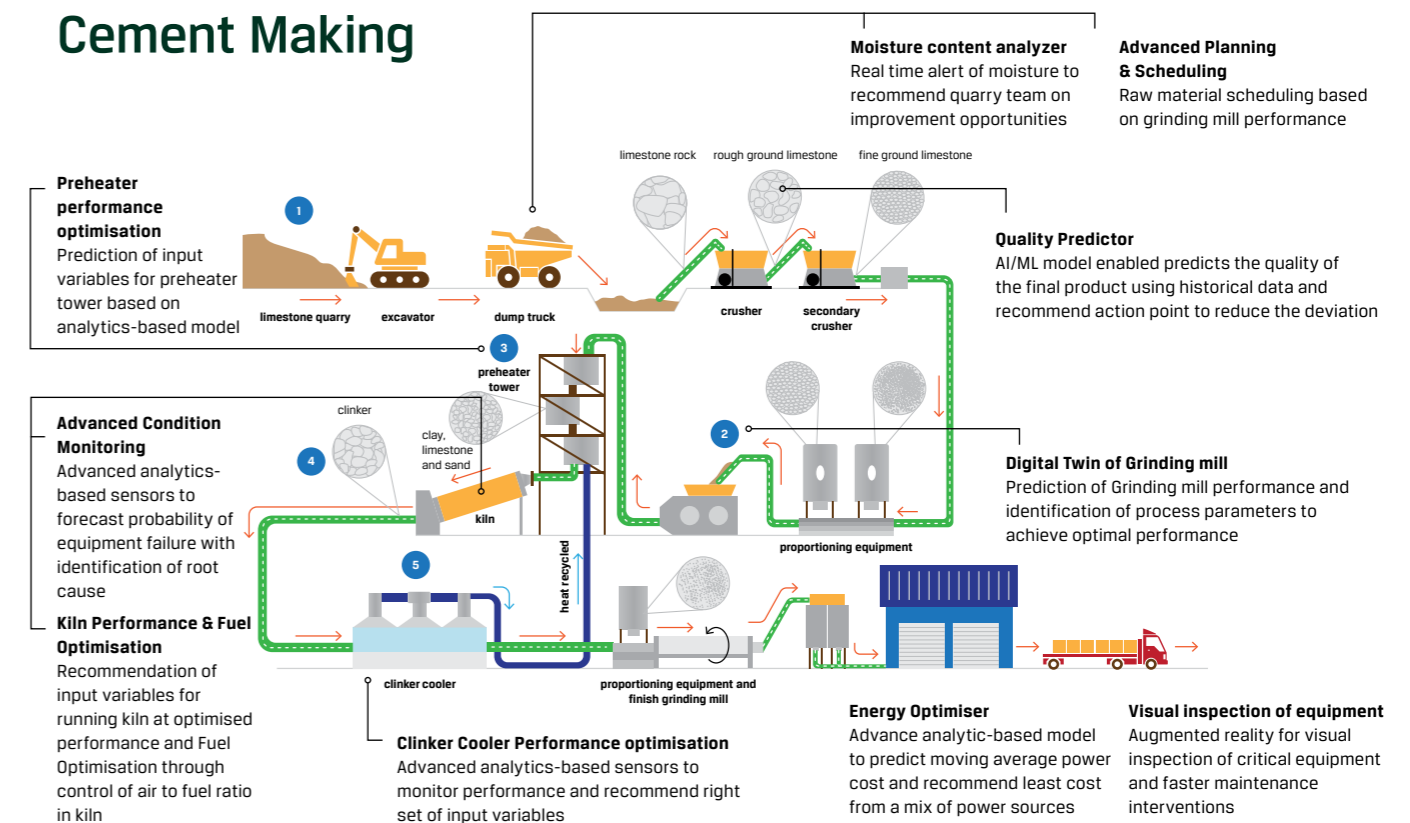 Cement Making
Moisture content analyzer
Real time alert of moisture to
recommend quarry team on
improvement opportunities
Advanced Planning
& Scheduling
Raw material scheduling based
on grinding mill performance
limestone rock
rough ground limestone
fine ground limestone
Preheater
performance
optimisation
Prediction of input
variables for preheater
tower based on
analytics-based model
1
limestone quarry
excavator
dump truck
crusher
secondary
crusher
Quality Predictor
AI/ML model enabled predicts the quality of
the final product using historical data and
recommend action point to reduce the deviation
3
preheater
tower
Advanced Condition
Monitoring
Advanced analytics-
based sensors to
forecast probability of
equipment failure with
identification of root
cause
clinker
4
clay,
limestone
and sand
kiln
2
proportioning equipment
Digital Twin of Grinding mill
Prediction of Grinding mill performance and
identification of process parameters to
achieve optimal performance
Kiln Performance & Fuel
Optimisation
Recommendation of
input variables for
running kiln at optimised
performance and Fuel
Optimisation through
control of air to fuel ratio
in kiln
5
heat recycled
clinker cooler
proportioning equipment and
finish grinding mill
Clinker Cooler Performance optimisation
Advanced analytics-based sensors to
monitor performance and recommend right
set of input variables
Energy Optimiser
Advance analytic-based model
to predict moving average power
cost and recommend least cost
from a mix of power sources
Visual inspection of equipment
Augmented reality for visual
inspection of critical equipment
and faster maintenance
interventions